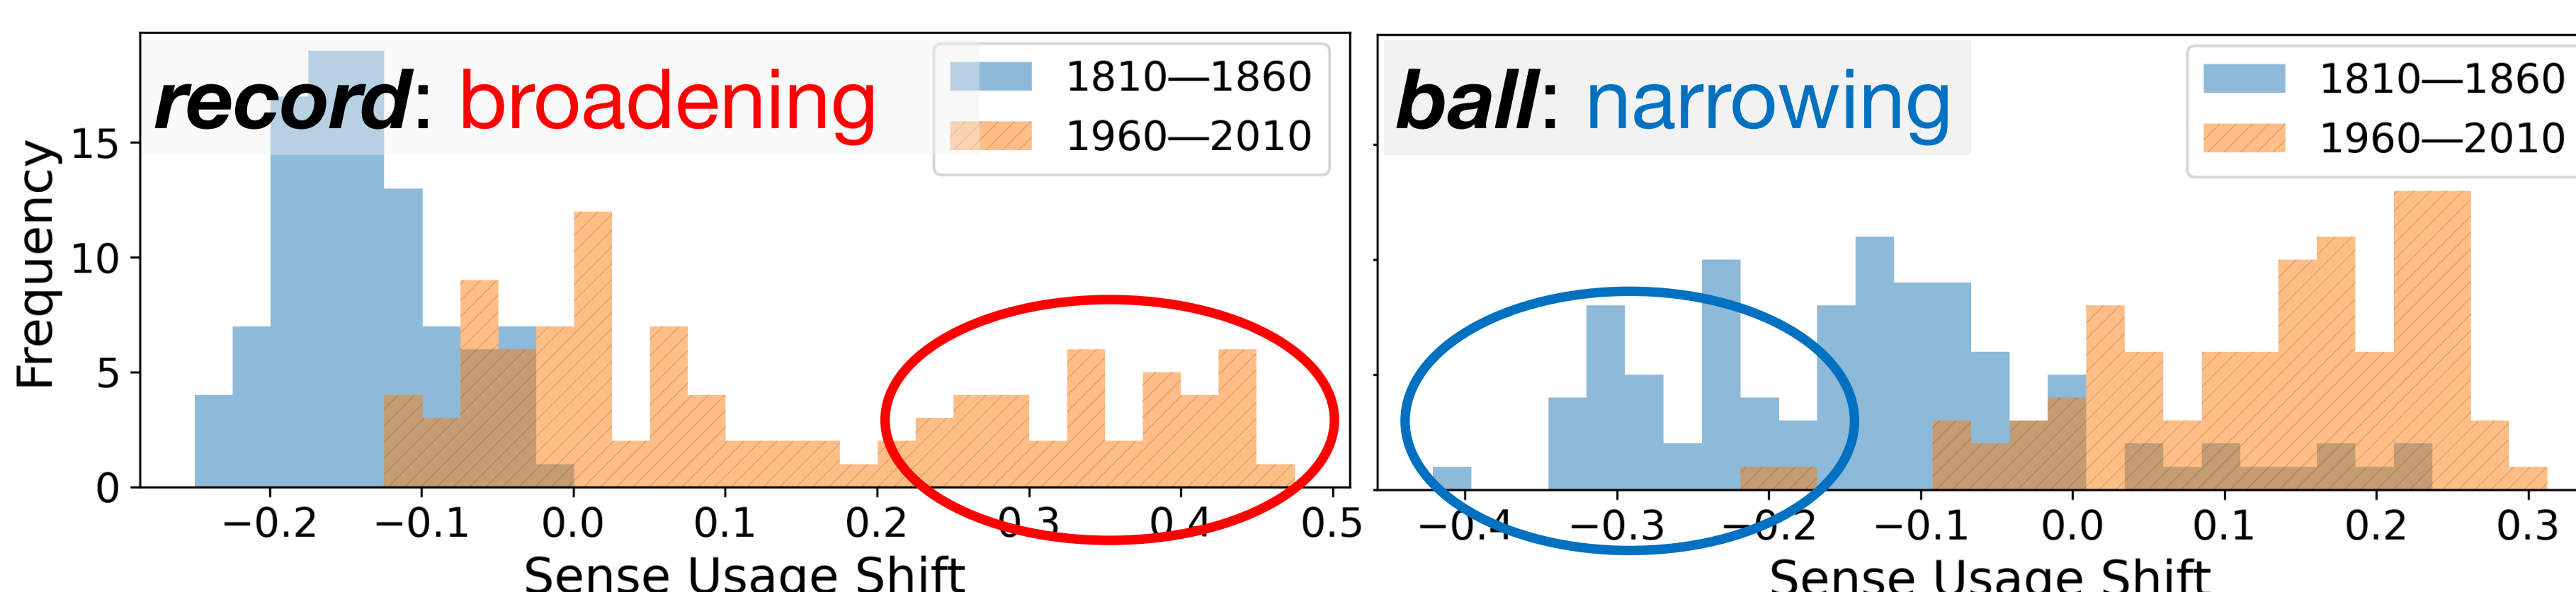 record: broadening
1810—1860
1960—2010
Frequency
15
10
5
0
−0.2 −0.1 0.0 0.1 0.2 0.3 0.4 0.5
Sense Usage Shift
ball: narrowing
1810—1860
1960—2010
−0.4 −0.3 −0.2 −0.1 0.0 0.1 0.2 0.3
Sense Usage Shift